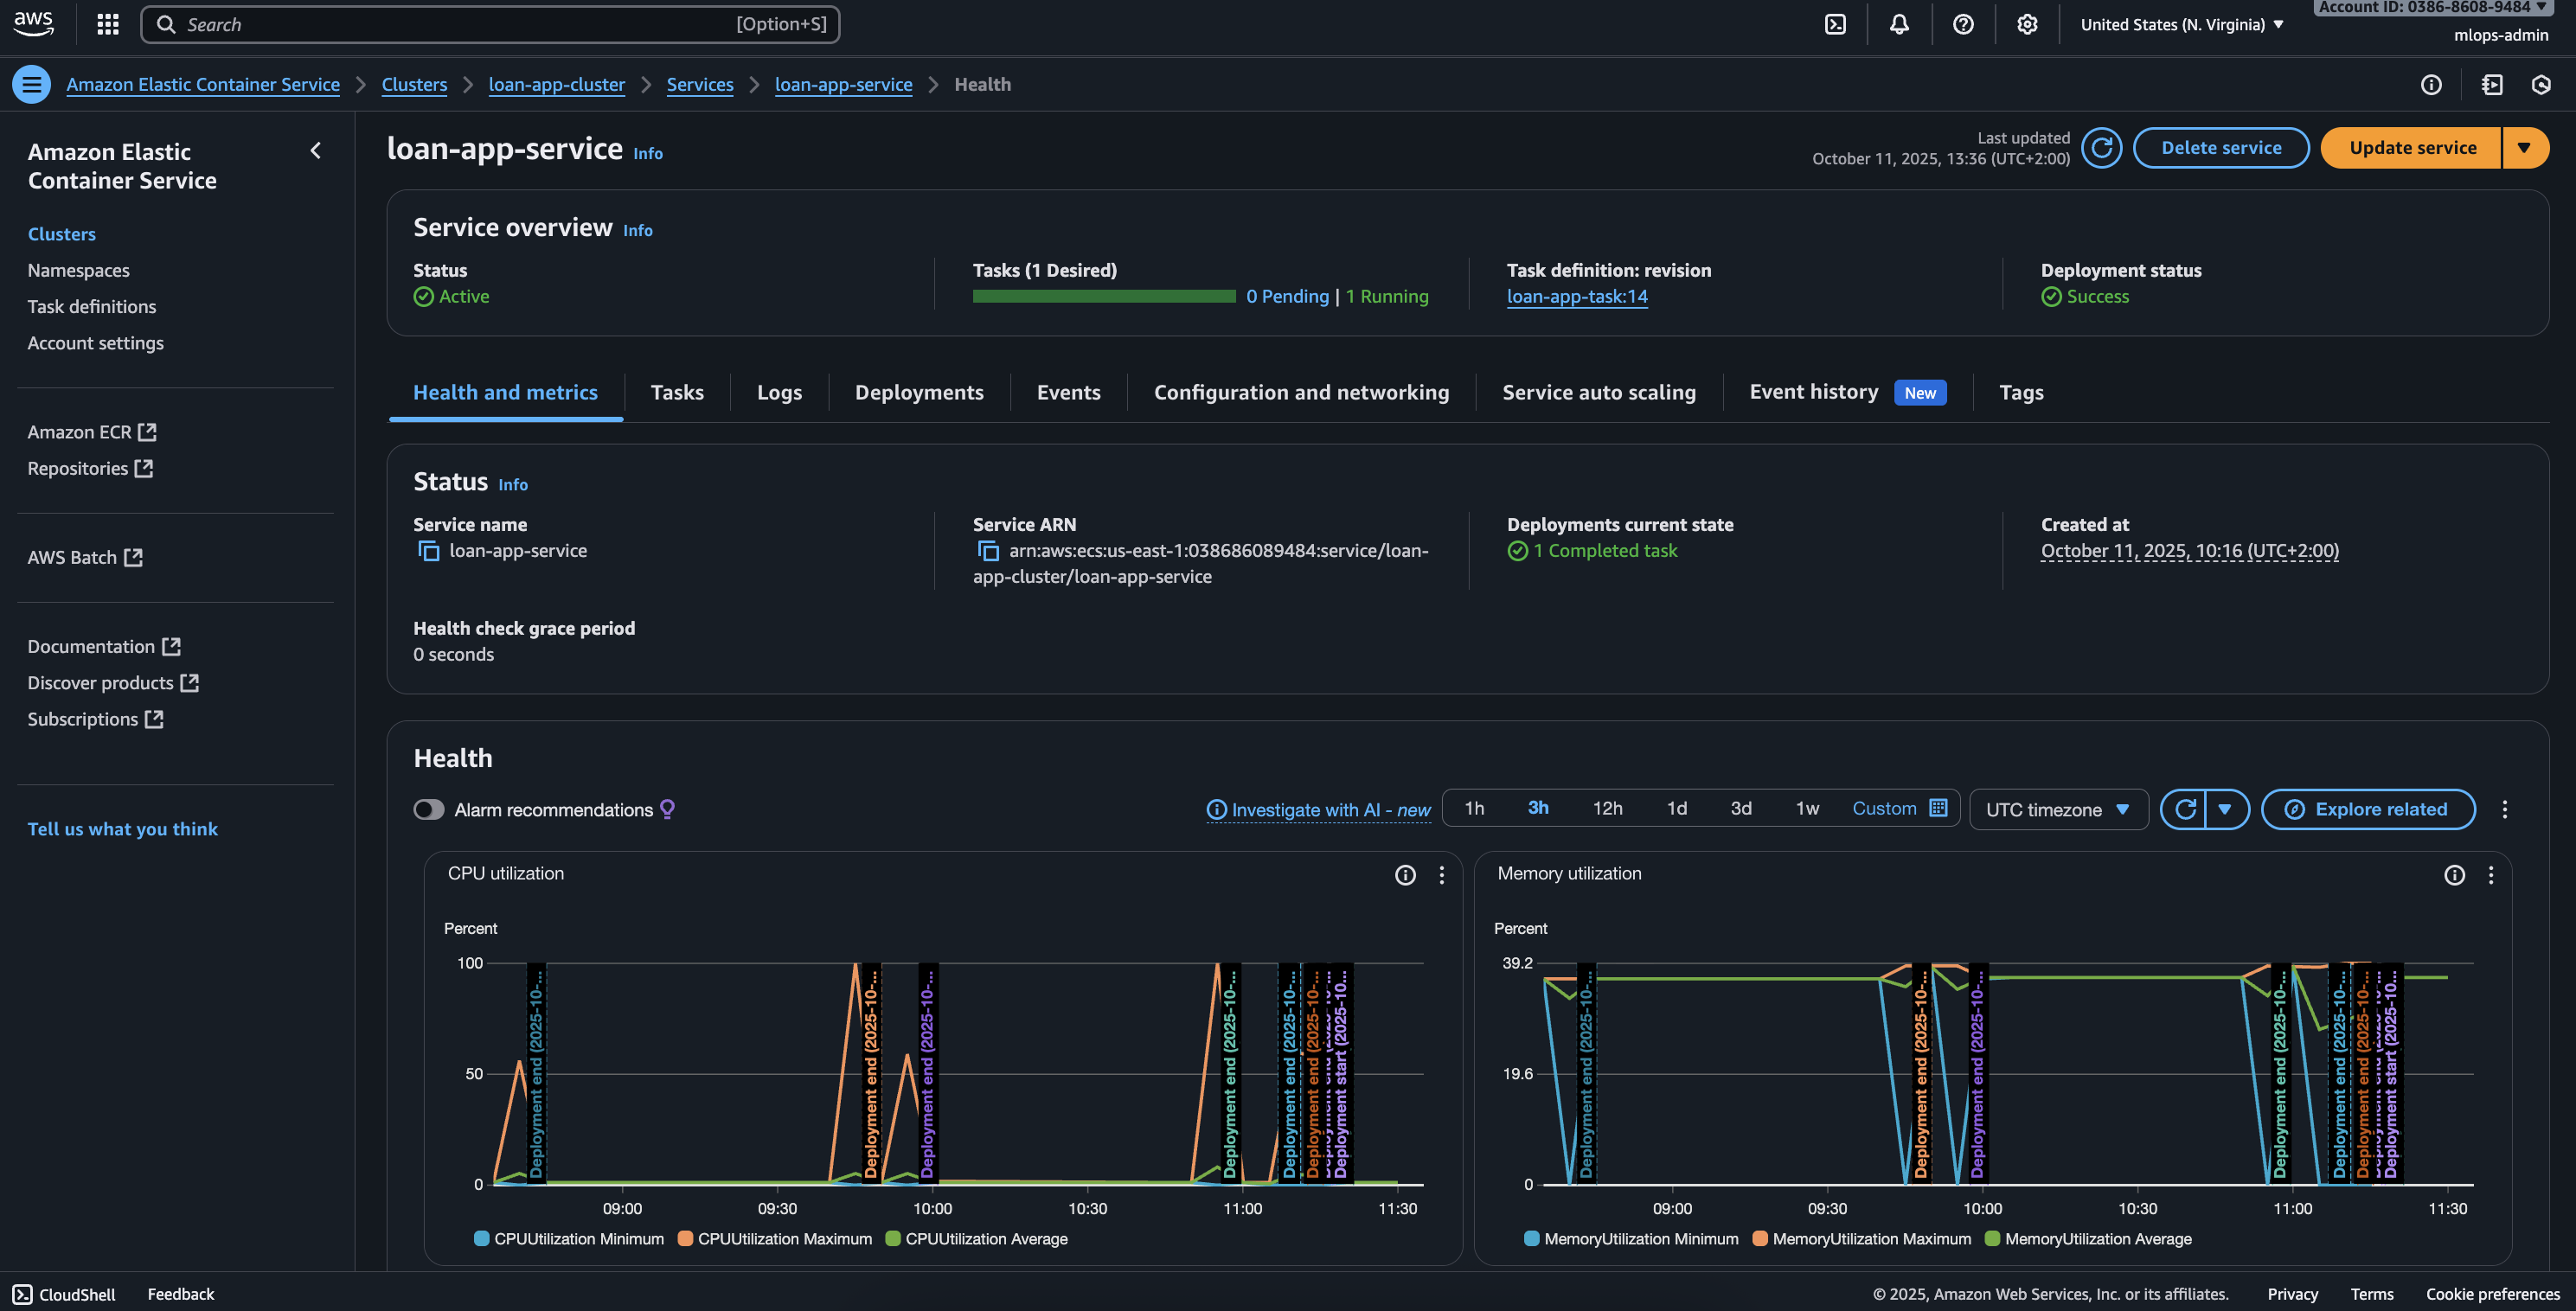 aws
Search
[Option+S]
United States (N. Virginia)
Account ID: 0386-8608-9484
mlops-admin
Amazon Elastic Container Service
Clusters
loan-app-cluster
Services
loan-app-service
Health
Amazon Elastic
Container Service
Clusters
Namespaces
Task definitions
Account settings
Amazon ECR
Repositories
AWS Batch
Documentation
Discover products
Subscriptions
Tell us what you think
loan-app-service Info
Last updated
October 11, 2025, 13:36 (UTC+2:00)
Delete service
Update service
Service overview Info
Status
Active
Tasks (1 Desired)
0 Pending | 1 Running
Task definition: revision
loan-app-task:14
Deployment status
Success
Health and metrics
Tasks
Logs
Deployments
Events
Configuration and networking
Service auto scaling
Event history New
Tags
Status Info
Service name
loan-app-service
Service ARN
arn:aws:ecs:us-east-1:038686089484:service/loan-
app-cluster/loan-app-service
Deployments current state
1 Completed task
Created at
October 11, 2025, 10:16 (UTC+2:00)
Health check grace period
0 seconds
Health
Alarm recommendations
Investigate with AI - new
1h
3h
12h
1d
3d
1w
Custom
UTC timezone
Explore related
CPU utilization
Percent
100
50
0
Deployment end (2025-10-...
Deployment end (2025-10-...
Deployment end (2025-10-...
Deployment end (2025-10-...
Deployment end (2025-10-...
Deployment end (2025-10-...
Deployment start (2025-10...
09:00
09:30
10:00
10:30
11:00
11:30
CPUUtilization Minimum
CPUUtilization Maximum
CPUUtilization Average
Memory utilization
Percent
39.2
19.6
0
Deployment end (2025-10-...
Deployment end (2025-10-...
Deployment end (2025-10-...
Deployment end (2025-10-...
Deployment end (2025-10-...
Deployment end (2025-10-...
Deployment start (2025-10...
09:00
09:30
10:00
10:30
11:00
11:30
MemoryUtilization Minimum
MemoryUtilization Maximum
MemoryUtilization Average
CloudShell
Feedback
© 2025, Amazon Web Services, Inc. or its affiliates.
Privacy
Terms
Cookie preferences